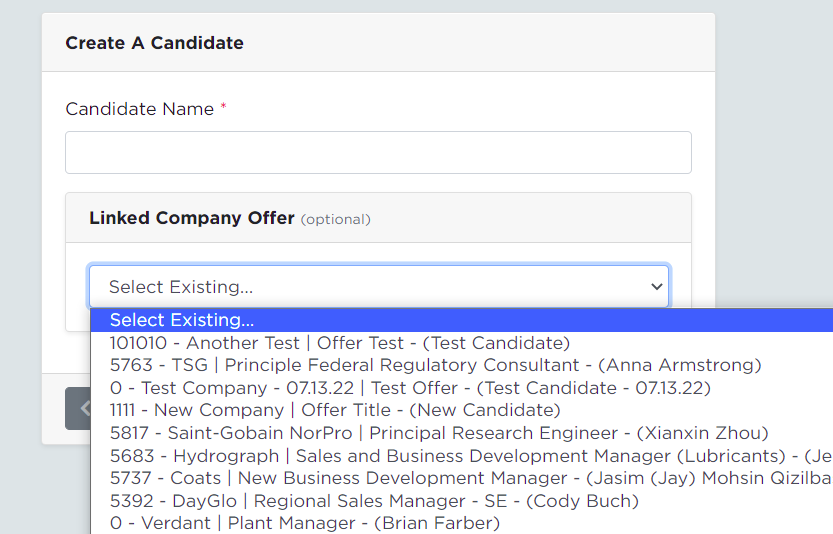 Create A Candidate
Candidate Name *
Linked Company Offer (optional)
Select Existing...
Select Existing...
101010 - Another Test | Offer Test - (Test Candidate)
5763 - TSG | Principle Federal Regulatory Consultant - (Anna Armstrong)
0 - Test Company - 07.13.22 | Test Offer - (Test Candidate - 07.13.22)
1111 - New Company | Offer Title - (New Candidate)
5817 - Saint-Gobain NorPro | Principal Research Engineer - (Xianxin Zhou)
5683 - Hydrograph | Sales and Business Development Manager (Lubricants) - (Je
5737 - Coats | New Business Development Manager - (Jasim (Jay) Mohsin Qizilba
5392 - DayGlo | Regional Sales Manager - SE - (Cody Buch)
0 - Verdant | Plant Manager - (Brian Farber)